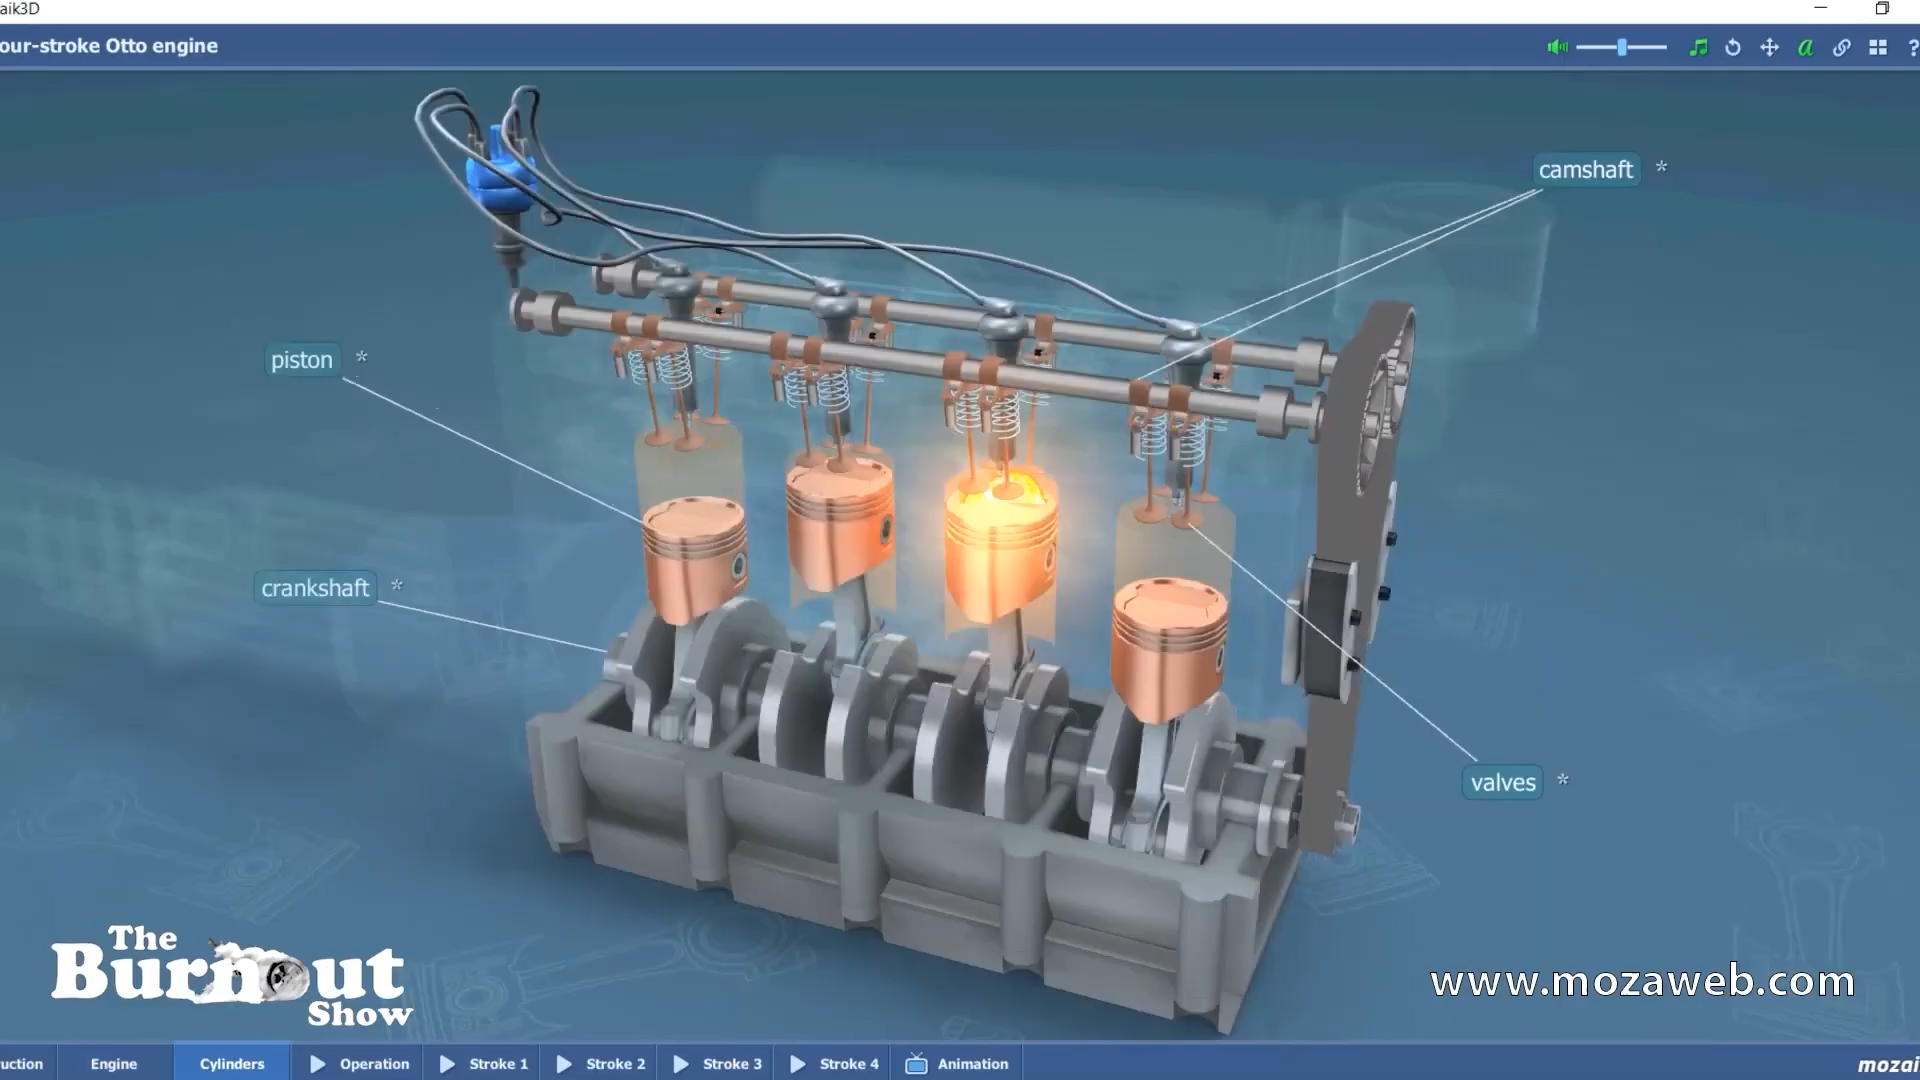 aik3D
our-stroke Otto engine
a
?
camshaft *
piston *
crankshaft *
valves *
The
Burnout
Show
www.mozaweb.com
uction
Engine
Cylinders
Operation
Stroke 1
Stroke 2
Stroke 3
Stroke 4
Animation
mozai